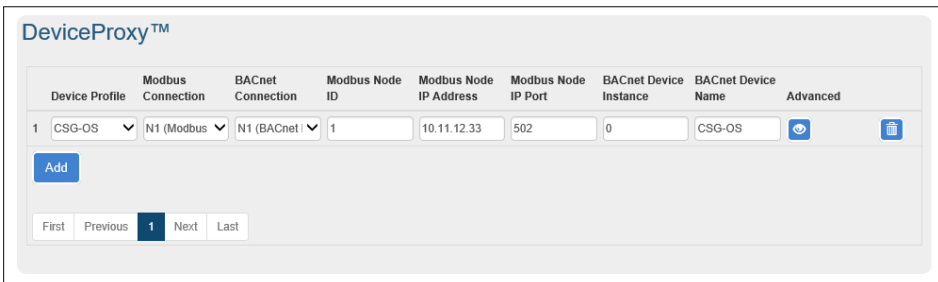 DeviceProxy™
Device Profile Modbus Connection BACnet Connection Modbus Node ID Modbus Node IP Address Modbus Node IP Port BACnet Device Instance BACnet Device Name Advanced
1 CSG-OS N1 (Modbus N1 (BACnet 1 10.11.12.33 502 0 CSG-OS
Add
First Previous 1 Next Last